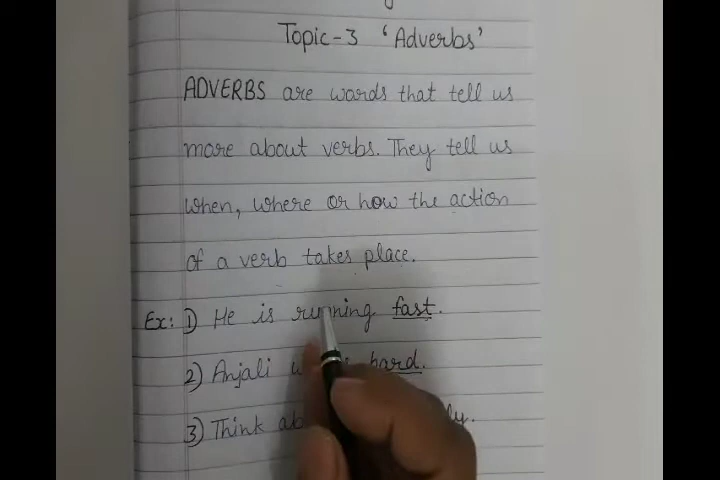 Topic-3 'Adverbs'
ADVERBS are words that tell us
more about verbs. They tell us
when, where or how the action
of a verb takes place.
Ex: 1) He is running fast.
2) Anjali hard.
3) Think